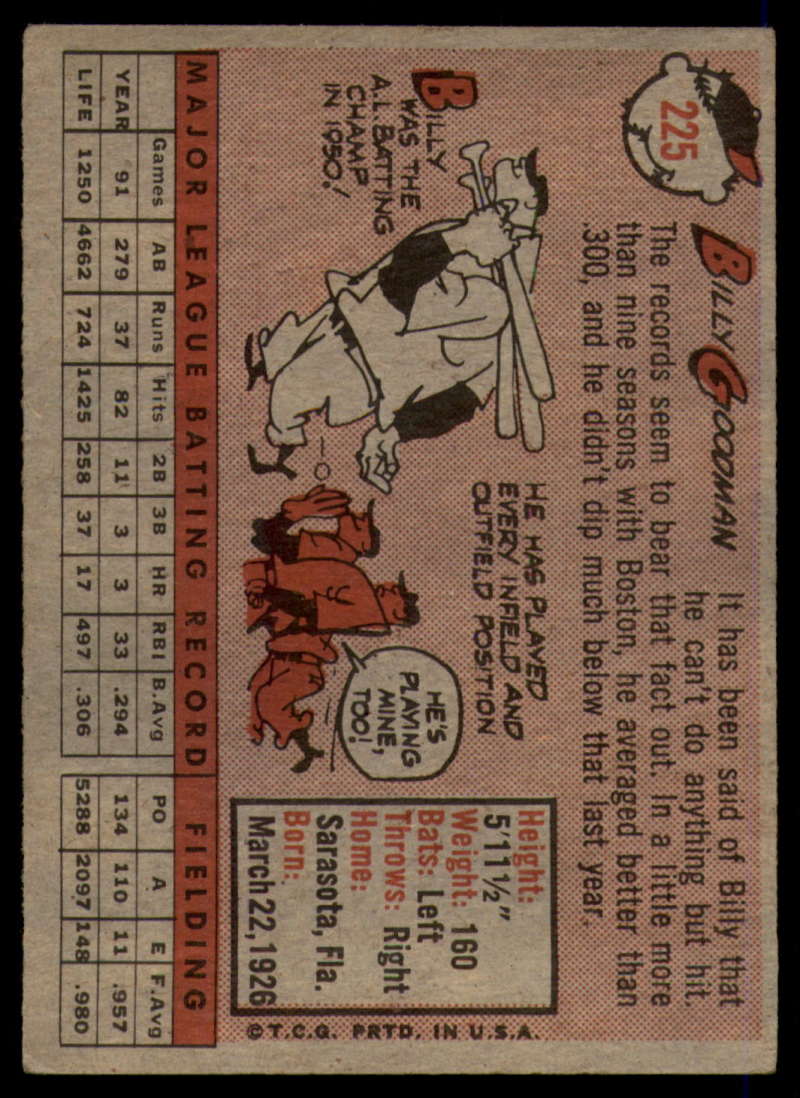 225
BILLY GOODMAN
It has been said of Billy that
he can't do anything but hit.
The records seem to bear that fact out. In a little more
than nine seasons with Boston, he averaged better than
.300, and he didn't dip much below that last year.
BILLY
WAS THE
A.L. BATTING
CHAMP
IN 1950!
HE HAS PLAYED
EVERY INFIELD AND
OUTFIELD POSITION
HE'S
PLAYING
MINE,
TOO!
Height:
5'11½"
Weight: 160
Bats: Left
Throws: Right
Home:
Sarasota, Fla.
Born:
March 22, 1926
©T.C.G. PRTD. IN U.S.A.
MAJOR LEAGUE BATTING RECORD FIELDING
Games AB Runs Hits 2B 3B HR RBI B.Avg PO A E F.Avg
YEAR 91 279 37 82 11 3 3 33 .294 134 110 11 .957
LIFE 1250 4662 724 1425 258 37 17 497 .306 5288 2097 148 .980